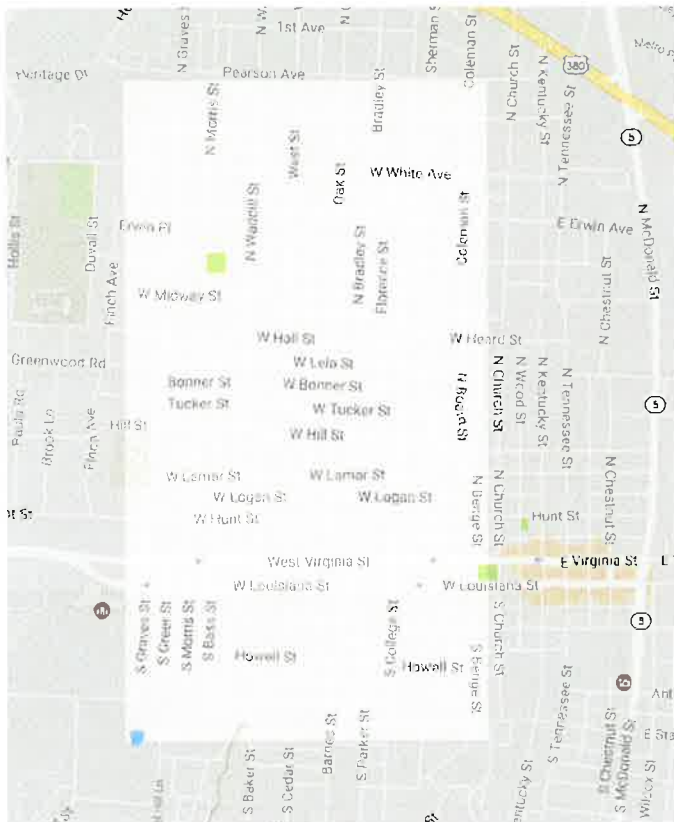 1st Ave
N Graves St
Pearson Ave
Sherman St
Coleman St
N Church St
N Kentucky St
N Tennessee St
380
Heritage Dr
N Morris St
West St
Bradley St
5
Oak St
W White Ave
Hollis St
Duvall St
Erwin Pl
N Waddill St
N Bradley St
Florence St
Coleman St
E Erwin Ave
N McDonald St
N Chestnut St
Finch Ave
W Midway St
W Hall St
W Heard St
Greenwood Rd
W Lela St
Bonner St
W Bonner St
Tucker St
W Tucker St
N Church St
N Wood St
N Kentucky St
N Tennessee St
5
Paula Rd
Brook Ln
Finch Ave
Hill St
W Hill St
W Lamar St
W Lamar St
W Logan St
W Logan St
W Hunt St
N Benge St
N Church St
Hunt St
N Chestnut St
West Virginia St
E Virginia St
W Louisiana St
W Louisiana St
S Graves St
S Greer St
S Morris St
S Bass St
Howell St
S College St
Howell St
S Benge St
S Church St
5
S Tennessee St
S Chestnut St
S McDonald St
Wilcox St
S Baker St
S Cedar St
Barnes St
S Parker St